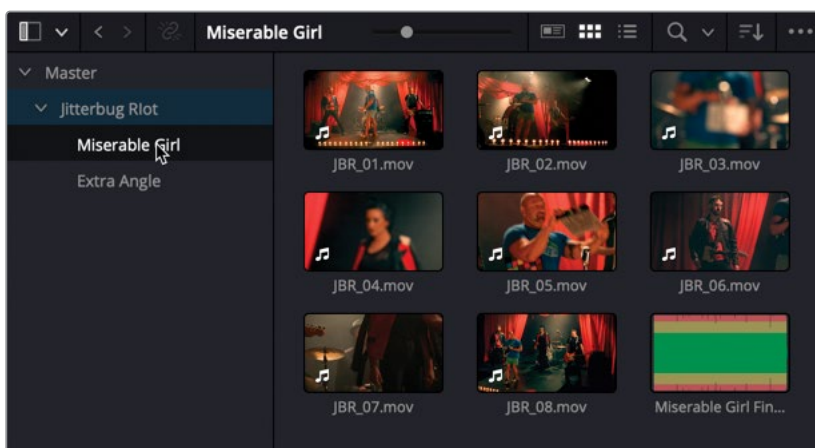 Miserable Girl
Master
Jitterbug RIot
Miserable Girl
Extra Angle
JBR_01.mov
JBR_02.mov
JBR_03.mov
JBR_04.mov
JBR_05.mov
JBR_06.mov
JBR_07.mov
JBR_08.mov
Miserable Girl Fin...